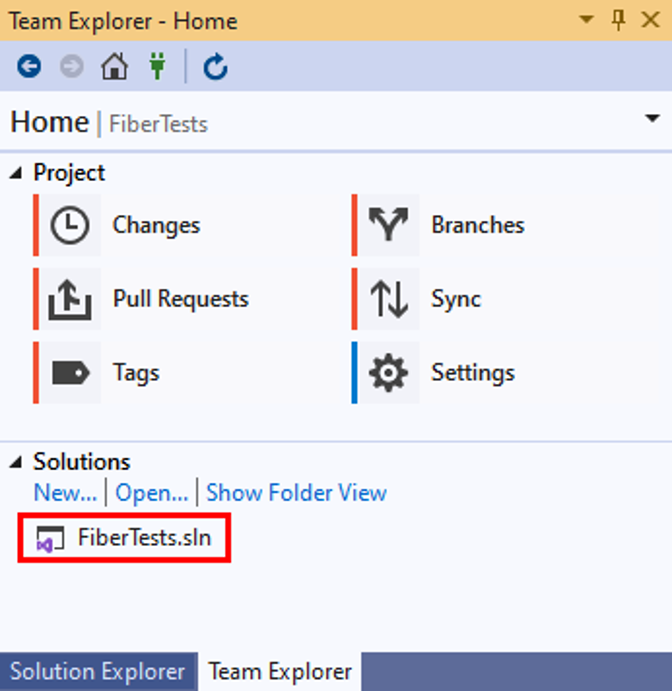 Team Explorer - Home
Home | FiberTests
Project
Changes
Branches
Pull Requests
Sync
Tags
Settings
Solutions
New... | Open... | Show Folder View
FiberTests.sln
Solution Explorer
Team Explorer